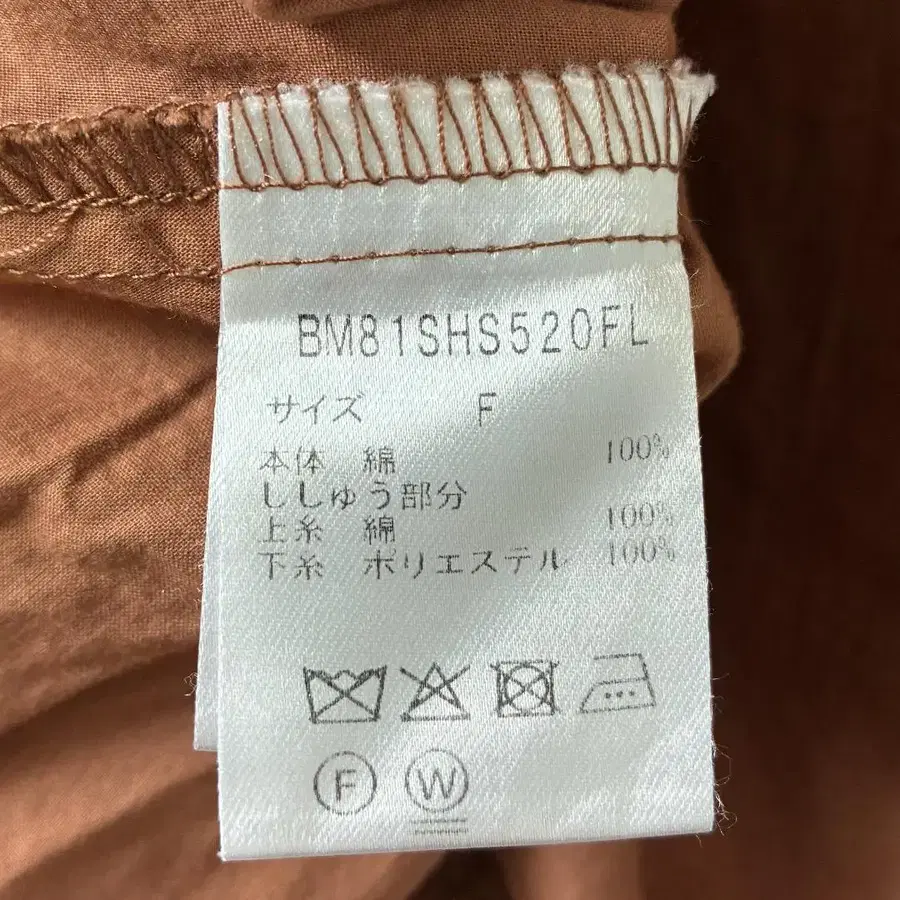 BM81SHS520FL
サイズ F
本体 綿 100%
ししゅう部分
上糸 綿 100%
下糸 ポリエステル 100%
F W